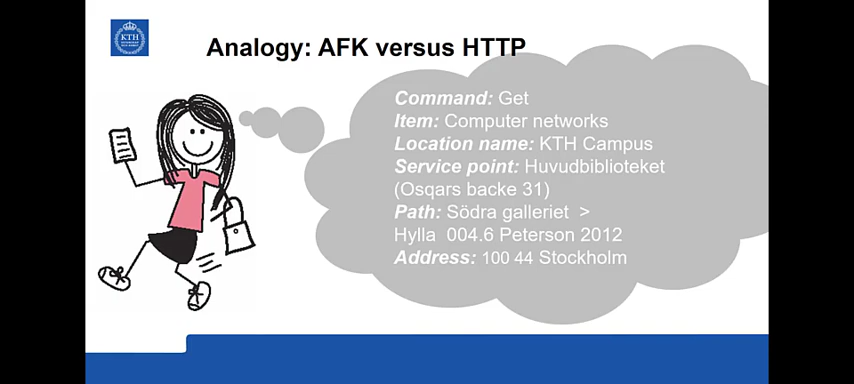 KTH
Analogy: AFK versus HTTP
Command: Get
Item: Computer networks
Location name: KTH Campus
Service point: Huvudbiblioteket
(Osqars backe 31)
Path: Södra galleriet >
Hylla 004.6 Peterson 2012
Address: 100 44 Stockholm